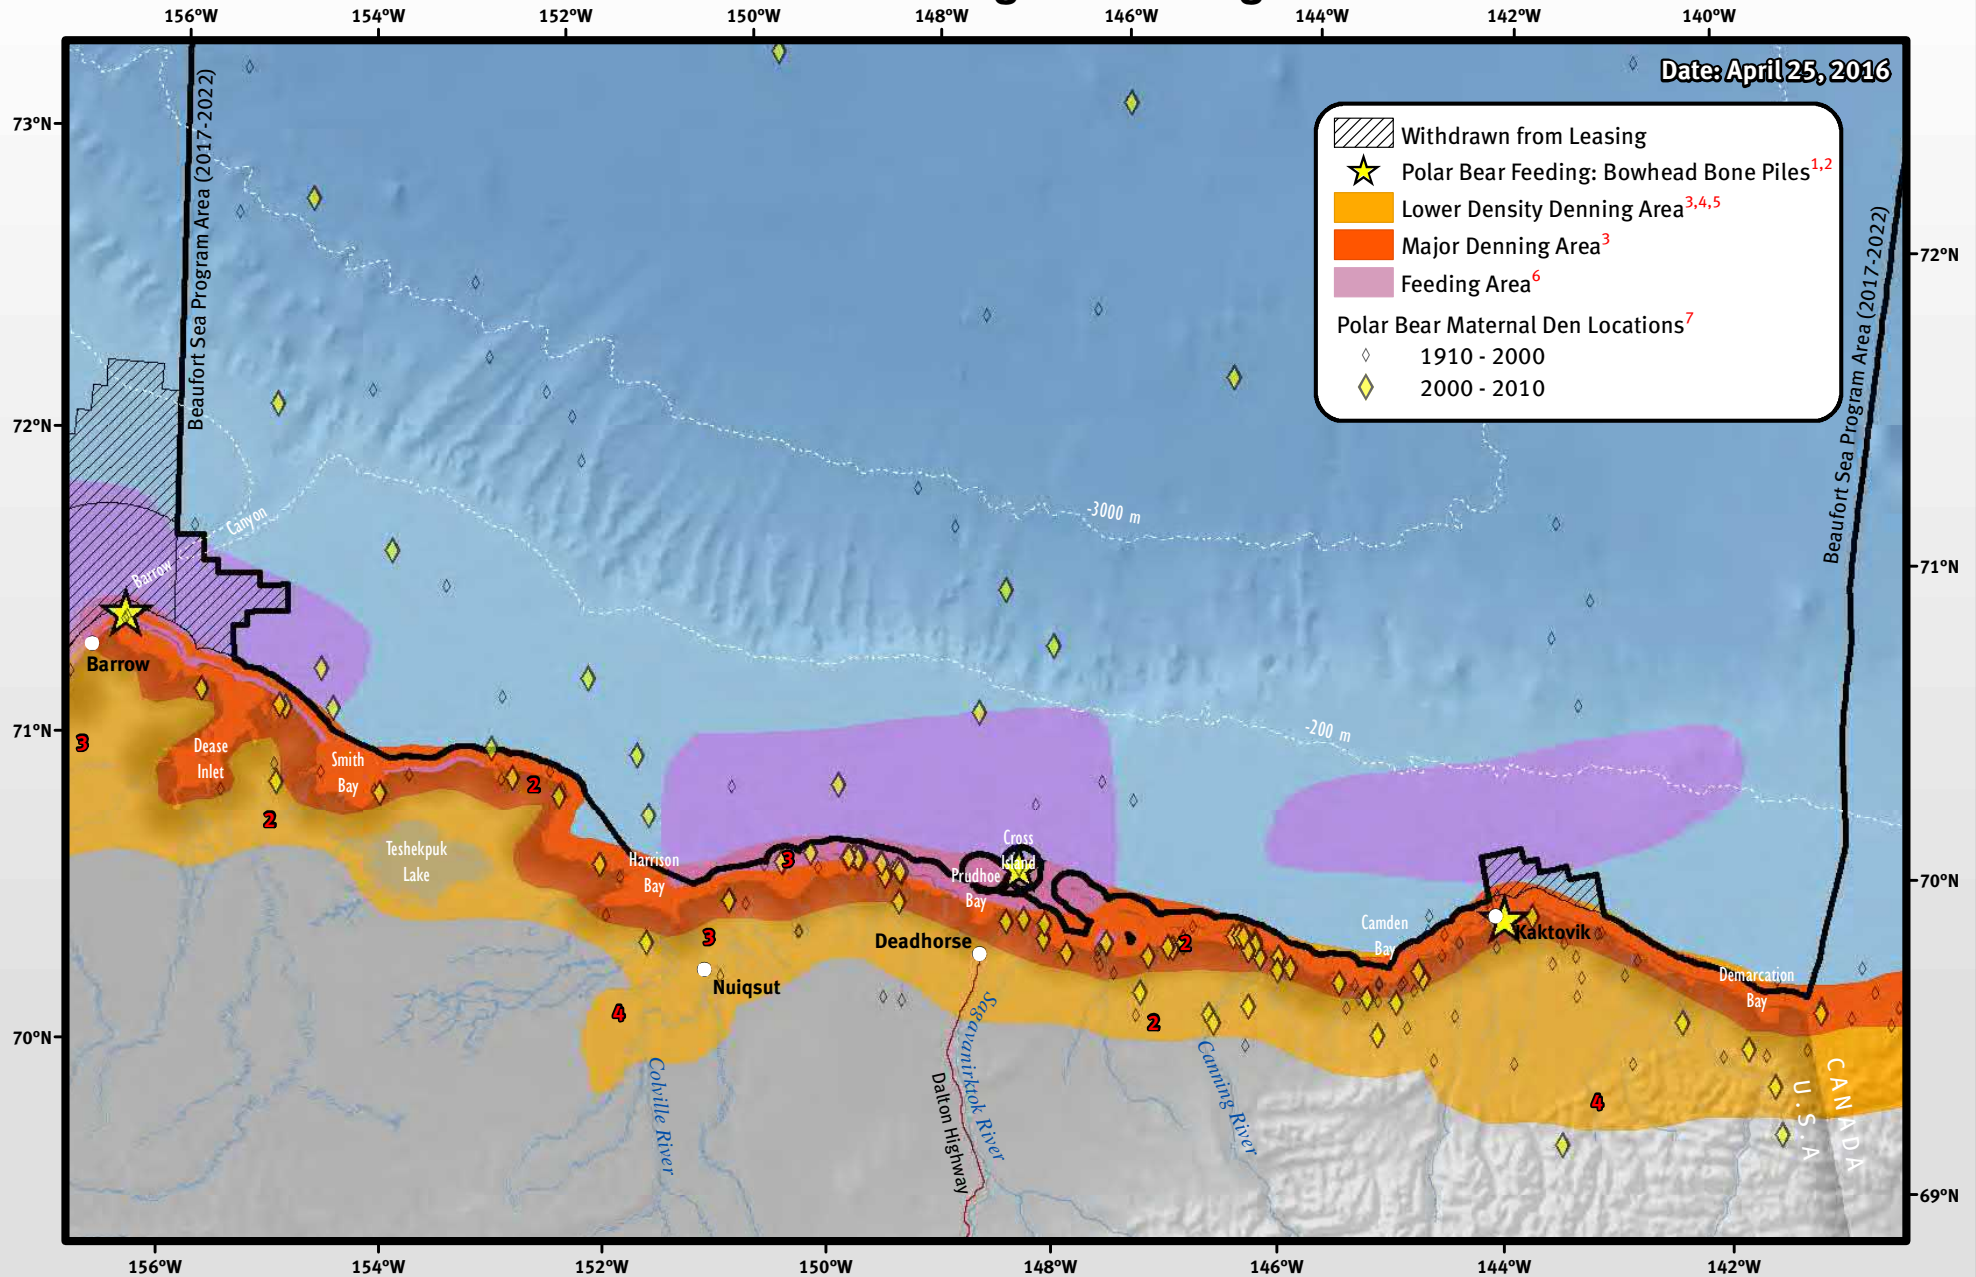 156°W 154°W 152°W 150°W 148°W 146°W 144°W 142°W 140°W
Date: April 25, 2016
73°N
72°N
71°N
70°N
72°N
71°N
70°N
69°N
Withdrawn from Leasing
Polar Bear Feeding: Bowhead Bone Piles1,2
Lower Density Denning Area3,4,5
Major Denning Area3
Feeding Area6
Polar Bear Maternal Den Locations7
1910 - 2000
2000 - 2010
Beaufort Sea Program Area (2017-2022)
Beaufort Sea Program Area (2017-2022)
-3000 m
-200 m
Barrow
Canyon
Barrow
3
Dease
Inlet
2
Smith
Bay
2
Teshekpuk
Lake
Harrison
Bay
3
3
4
Nuiqsut
Colville River
Cross
Island
Prudhoe
Bay
Deadhorse
Sagavanirktok River
Dalton Highway
2
2
Canning River
Camden
Bay
Kaktovik
4
Demarcation
Bay
CANADA
U.S.A
156°W 154°W 152°W 150°W 148°W 146°W 144°W 142°W